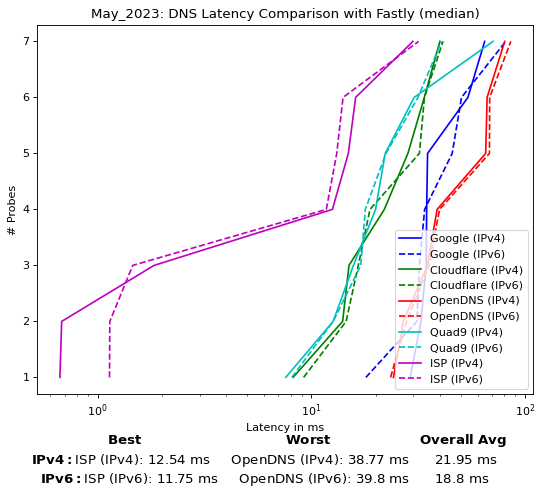 May_2023: DNS Latency Comparison with Fastly (median)
7
6
5
4
3
2
1
# Probes
Google (IPv4)
Google (IPv6)
Cloudflare (IPv4)
Cloudflare (IPv6)
OpenDNS (IPv4)
OpenDNS (IPv6)
Quad9 (IPv4)
Quad9 (IPv6)
ISP (IPv4)
ISP (IPv6)
10⁰ 10¹ 10²
Latency in ms
Best Worst Overall Avg
IPv4: ISP (IPv4): 12.54 ms OpenDNS (IPv4): 38.77 ms 21.95 ms
IPv6: ISP (IPv6): 11.75 ms OpenDNS (IPv6): 39.8 ms 18.8 ms